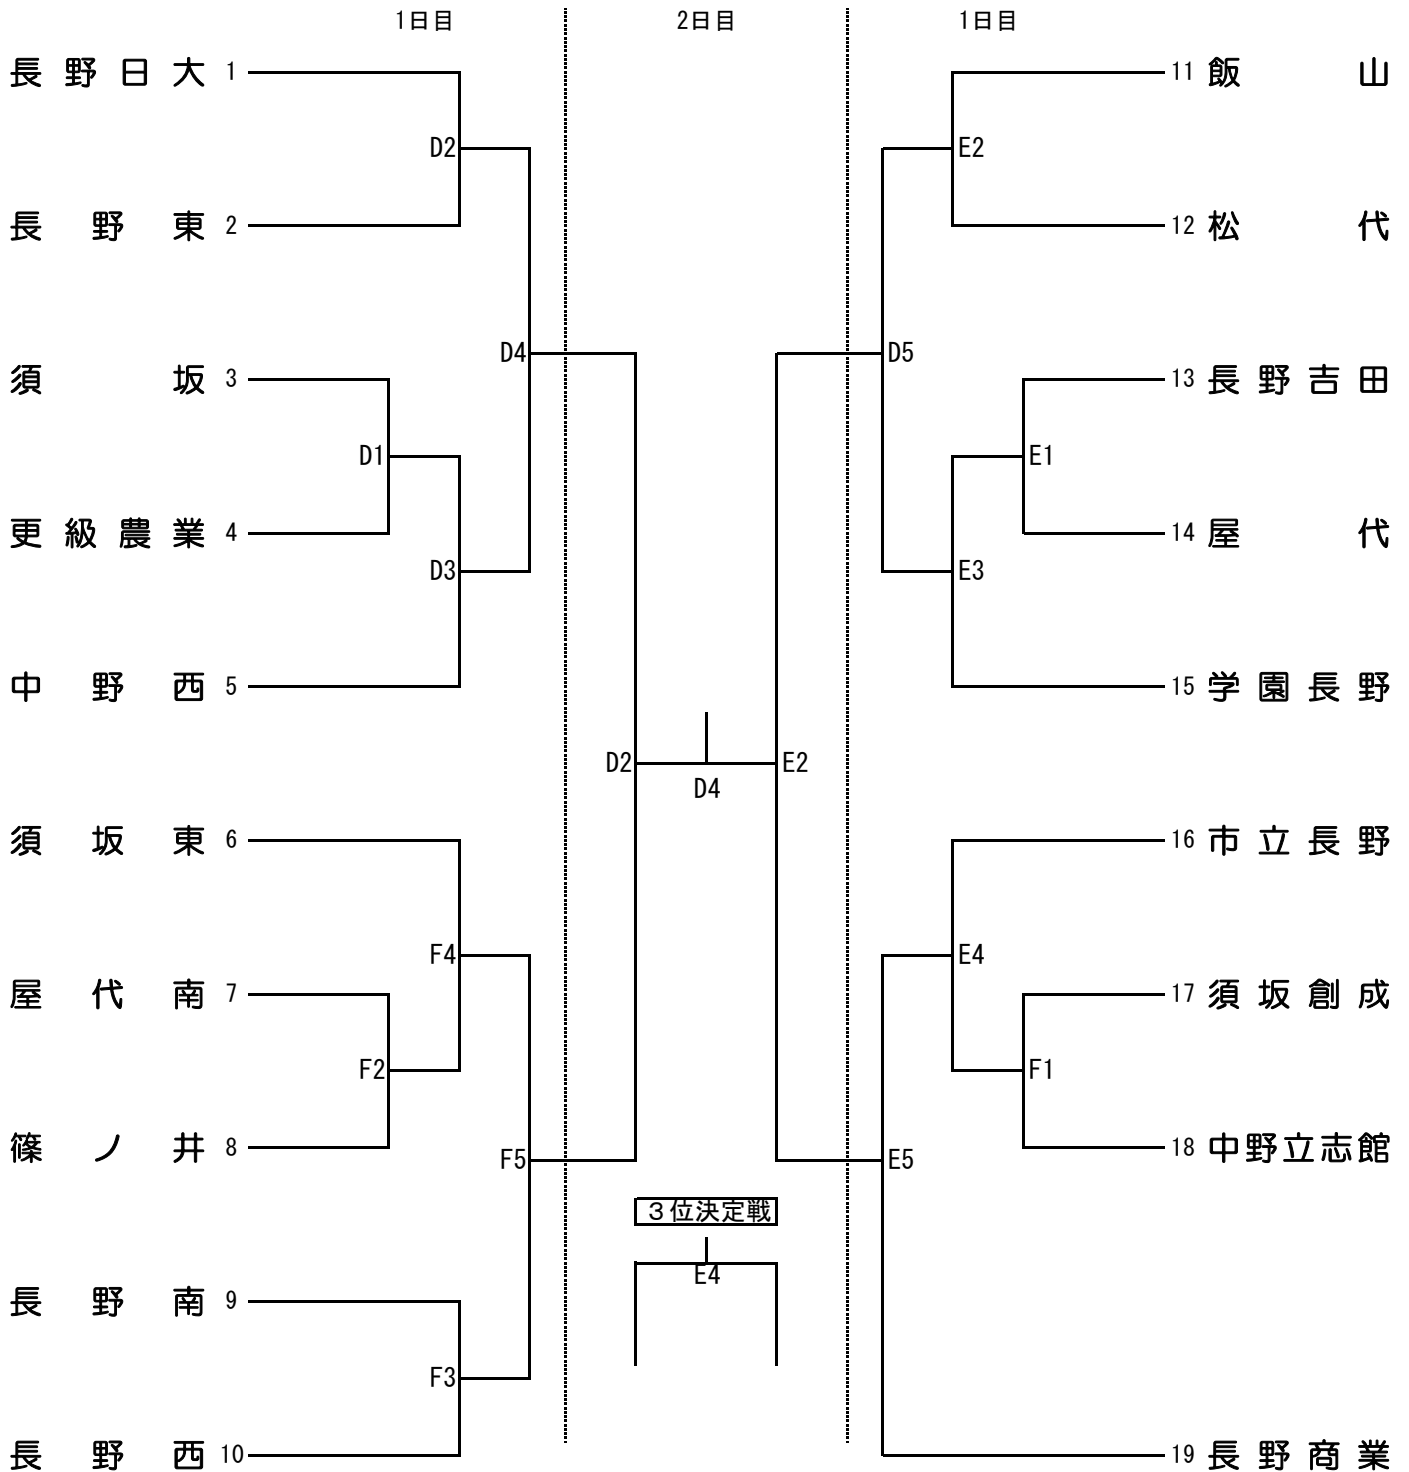 1日目 2日目 1日目
長野日大 1 11 飯山
D2 E2
長野東 2 12 松代
D4 D5
須坂 3 13 長野吉田
D1 E1
更級農業 4 14 屋代
D3 E3
中野西 5 15 学園長野
D2 E2
D4
須坂東 6 16 市立長野
F4 E4
屋代南 7 17 須坂創成
F2 F1
篠ノ井 8 18 中野立志館
F5 E5
3位決定戦
E4
長野南 9
F3
長野西 10 19 長野商業